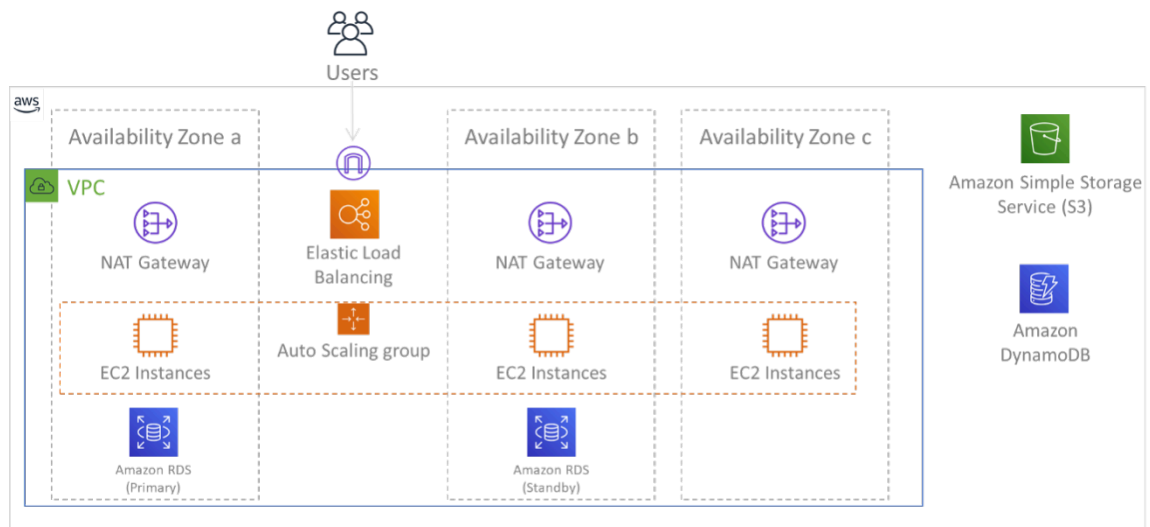 Users
aws
Availability Zone a
Availability Zone b
Availability Zone c
VPC
Amazon Simple Storage
Service (S3)
NAT Gateway
Elastic Load
Balancing
NAT Gateway
NAT Gateway
Amazon
DynamoDB
Auto Scaling group
EC2 Instances
EC2 Instances
EC2 Instances
Amazon RDS
(Primary)
Amazon RDS
(Standby)